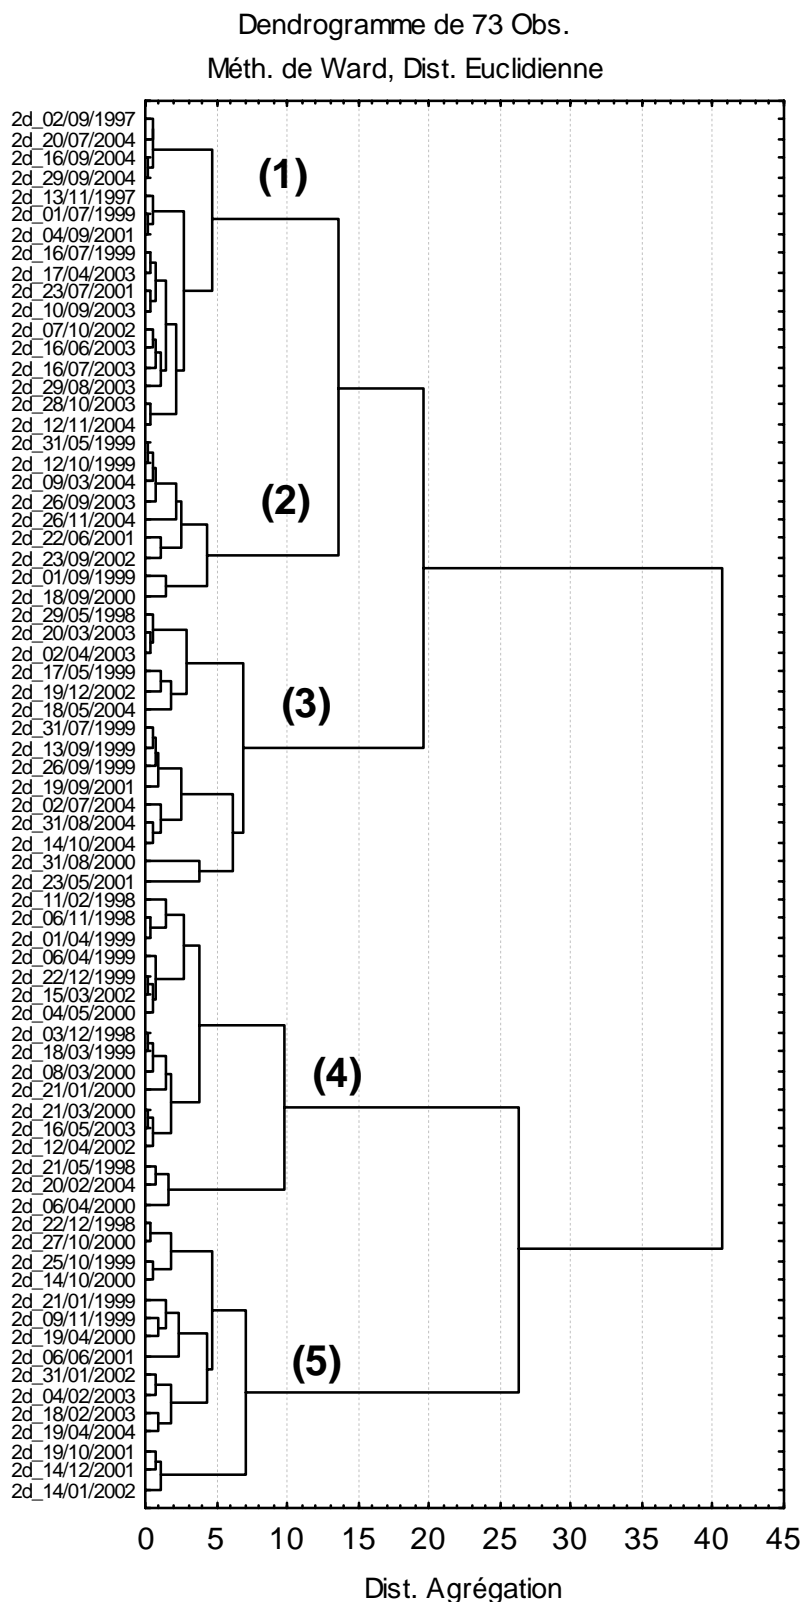 Dendrogramme de 73 Obs.
Méth. de Ward, Dist. Euclidienne
2d_02/09/1997
2d_20/07/2004
2d_16/09/2004
2d_29/09/2004
2d_13/11/1997
2d_01/07/1999
2d_04/09/2001
2d_16/07/1999
2d_17/04/2003
2d_23/07/2001
2d_10/09/2003
2d_07/10/2002
2d_16/06/2003
2d_16/07/2003
2d_29/08/2003
2d_28/10/2003
2d_12/11/2004
2d_31/05/1999
2d_12/10/1999
2d_09/03/2004
2d_26/09/2003
2d_26/11/2004
2d_22/06/2001
2d_23/09/2002
2d_01/09/1999
2d_18/09/2000
2d_29/05/1998
2d_20/03/2003
2d_02/04/2003
2d_17/05/1999
2d_19/12/2002
2d_18/05/2004
2d_31/07/1999
2d_13/09/1999
2d_26/09/1999
2d_19/09/2001
2d_02/07/2004
2d_31/08/2004
2d_14/10/2004
2d_31/08/2000
2d_23/05/2001
2d_11/02/1998
2d_06/11/1998
2d_01/04/1999
2d_06/04/1999
2d_22/12/1999
2d_15/03/2002
2d_04/05/2000
2d_03/12/1998
2d_18/03/1999
2d_08/03/2000
2d_21/01/2000
2d_21/03/2000
2d_16/05/2003
2d_12/04/2002
2d_21/05/1998
2d_20/02/2004
2d_06/04/2000
2d_22/12/1998
2d_27/10/2000
2d_25/10/1999
2d_14/10/2000
2d_21/01/1999
2d_09/11/1999
2d_19/04/2000
2d_06/06/2001
2d_31/01/2002
2d_04/02/2003
2d_18/02/2003
2d_19/04/2004
2d_19/10/2001
2d_14/12/2001
2d_14/01/2002
(1)
(2)
(3)
(4)
(5)
0 5 10 15 20 25 30 35 40 45
Dist. Agrégation